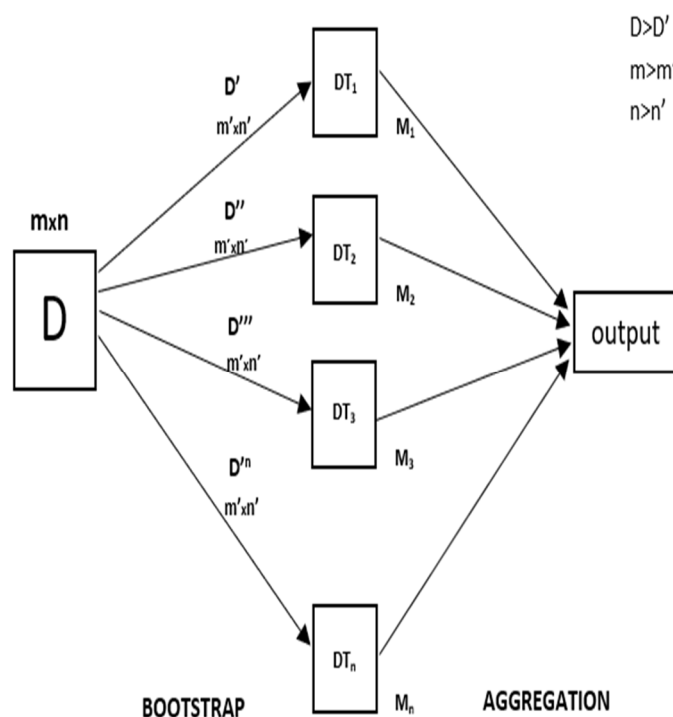 D>D'
m>m'
n>n'
D'
m'xn'
DT₁
M₁
mxn
D
D''
m'xn'
DT₂
M₂
D'''
m'xn'
DT₃
M₃
output
D'ⁿ
m'xn'
DTₙ
Mₙ
BOOTSTRAP
AGGREGATION